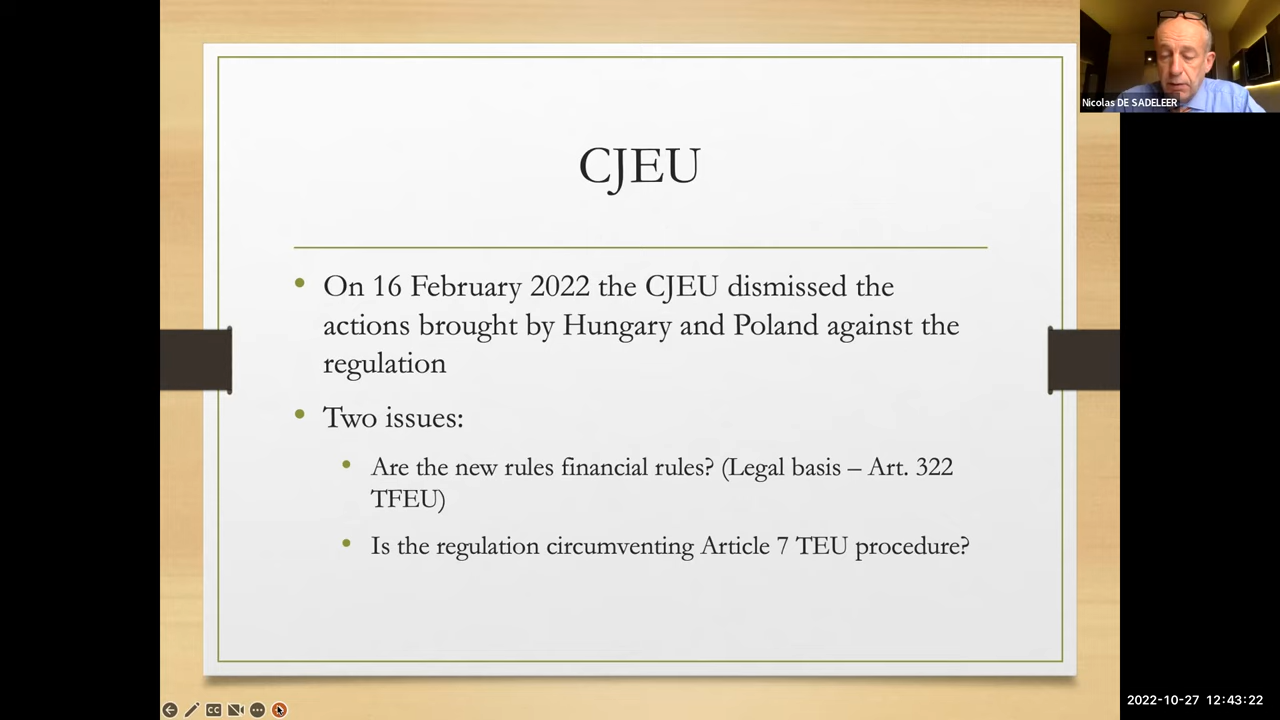 Nicolas DE SADELEER
CJEU
• On 16 February 2022 the CJEU dismissed the
actions brought by Hungary and Poland against the
regulation
• Two issues:
• Are the new rules financial rules? (Legal basis – Art. 322
TFEU)
• Is the regulation circumventing Article 7 TEU procedure?
CC
2022-10-27 12:43:22